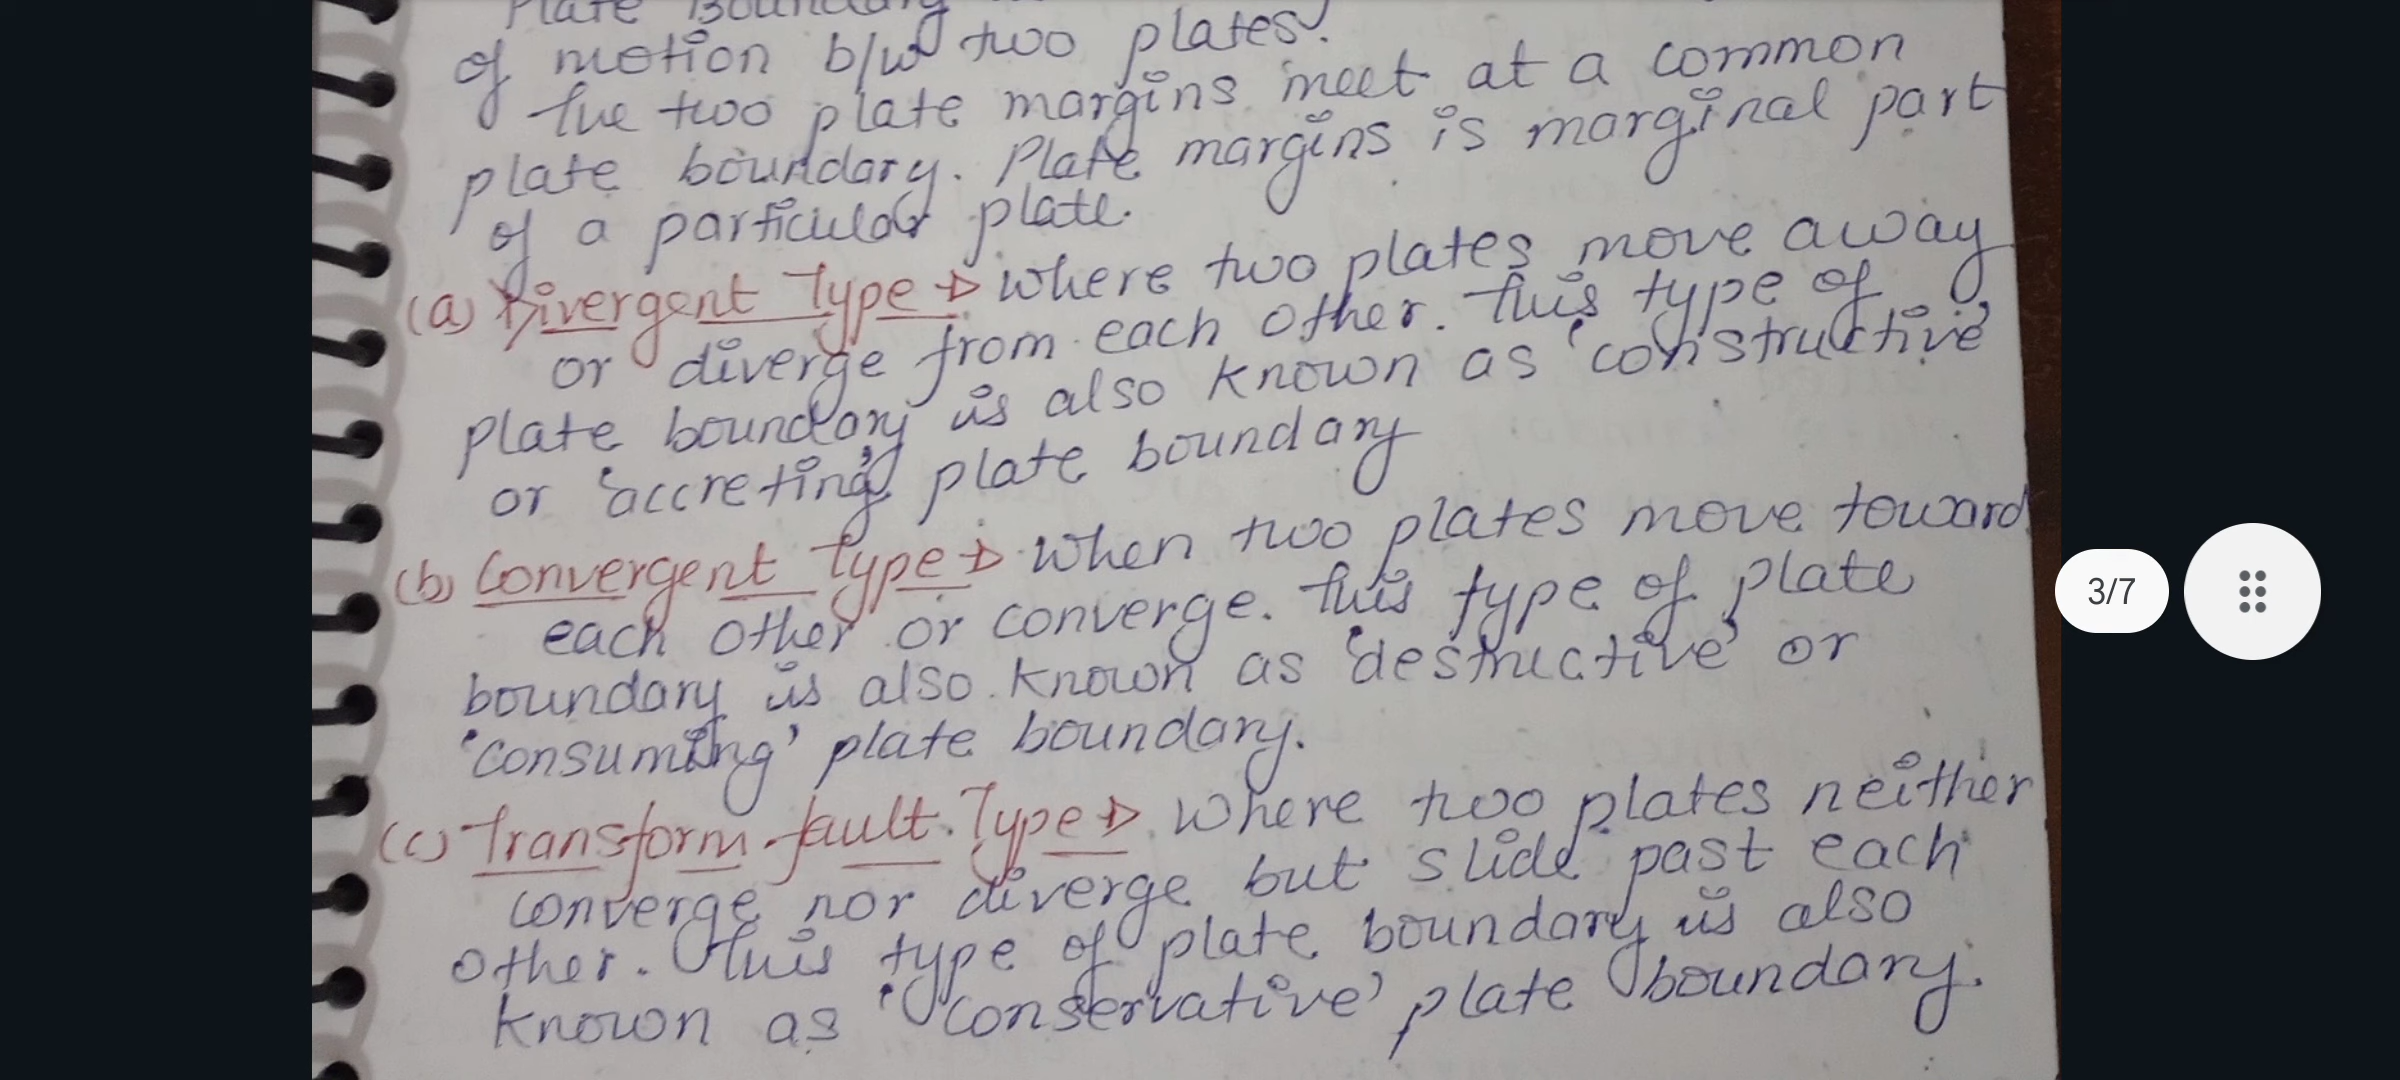 Plate Boundary
of motion b/w two plates.
The two plate margins meet at a common
plate boundary. Plate margins is marginal part
of a particular plate.
(a) Divergent Type → where two plates move away
or diverge from each other. This type of
plate boundary is also known as 'constructive'
or 'accreting' plate boundary
(b) Convergent Type → when two plates move toward
each other or converge. This type of plate
boundary is also known as 'destructive' or
'consuming' plate boundary.
(c) Transform fault Type → where two plates neither
converge nor diverge but slide past each
other. This type of plate boundary is also
known as 'conservative' plate boundary.
3/7